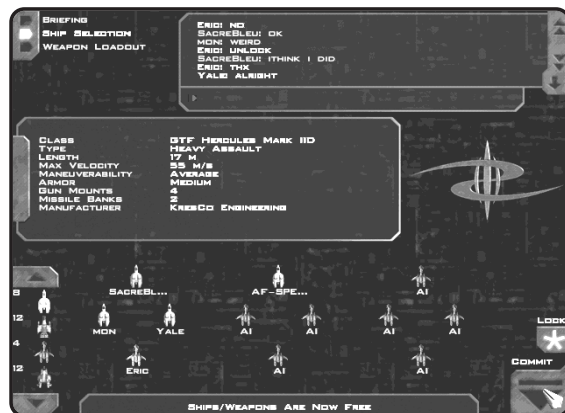 Briefing
Ship Selection
Weapon Loadout
Eric: no
SacreBleu: ok
mon: weird
Eric: unlock
SacreBleu: ithink i did
Eric: thx
Yale: alright
Class GTF Hercules Mark IID
Type Heavy Assault
Length 17 m
Max Velocity 55 m/s
Maneuverability Average
Armor Medium
Gun Mounts 4
Missile Banks 2
Manufacturer KresCo Engineering
8
12
4
12
SacreBl... AF-SPE... AI
mon Yale AI AI AI AI
Eric AI AI
Lock
Commit
Ships/Weapons Are Now Free